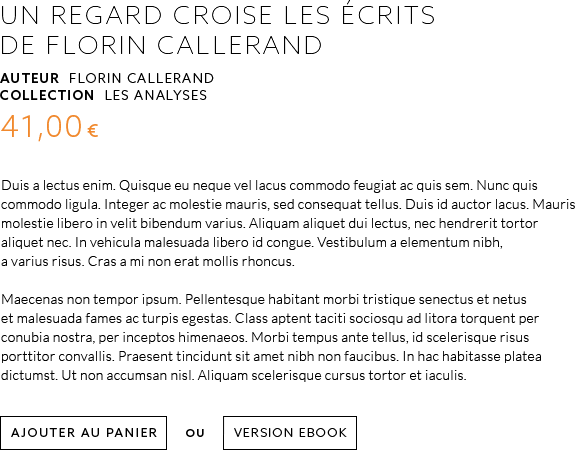 UN REGARD CROISE LES ÉCRITS
DE FLORIN CALLERAND
AUTEUR FLORIN CALLERAND
COLLECTION LES ANALYSES
41,00 €
Duis a lectus enim. Quisque eu neque vel lacus commodo feugiat ac quis sem. Nunc quis
commodo ligula. Integer ac molestie mauris, sed consequat tellus. Duis id auctor lacus. Mauris
molestie libero in velit bibendum varius. Aliquam aliquet dui lectus, nec hendrerit tortor
aliquet nec. In vehicula malesuada libero id congue. Vestibulum a elementum nibh,
a varius risus. Cras a mi non erat mollis rhoncus.
Maecenas non tempor ipsum. Pellentesque habitant morbi tristique senectus et netus
et malesuada fames ac turpis egestas. Class aptent taciti sociosqu ad litora torquent per
conubia nostra, per inceptos himenaeos. Morbi tempus ante tellus, id scelerisque risus
porttitor convallis. Praesent tincidunt sit amet nibh non faucibus. In hac habitasse platea
dictumst. Ut non accumsan nisl. Aliquam scelerisque cursus tortor et iaculis.
AJOUTER AU PANIER OU VERSION EBOOK